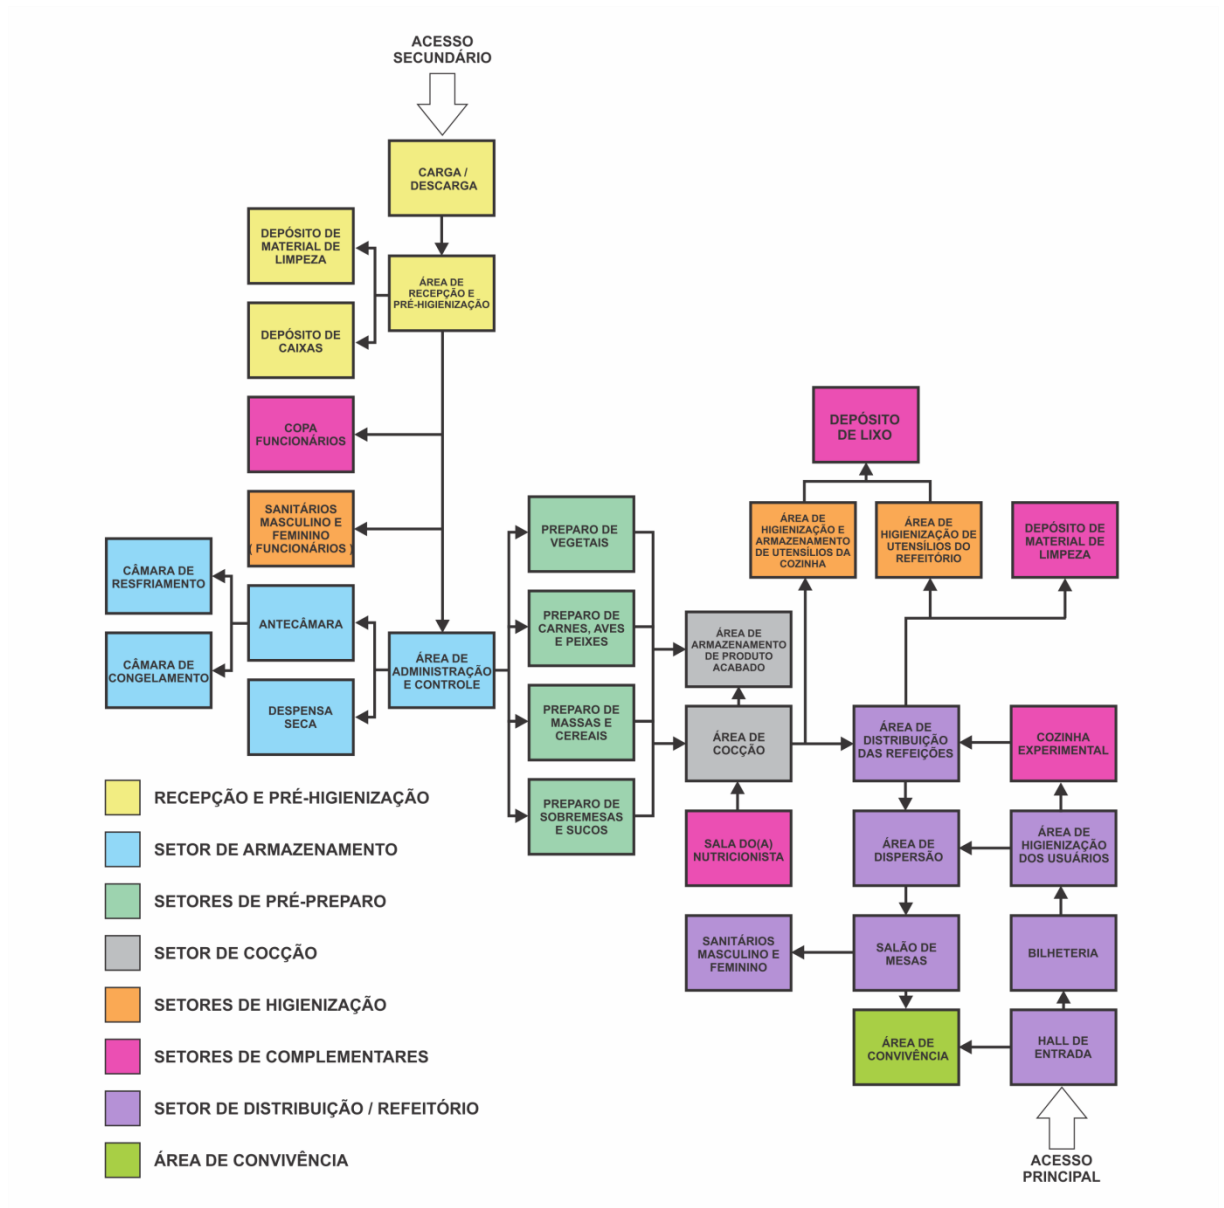 ACESSO
SECUNDÁRIO
CARGA /
DESCARGA
DEPÓSITO DE
MATERIAL DE
LIMPEZA
ÁREA DE
RECEPÇÃO E
PRÉ-HIGIENIZAÇÃO
DEPÓSITO DE
CAIXAS
COPA
FUNCIONÁRIOS
SANITÁRIOS
MASCULINO E
FEMININO
( FUNCIONÁRIOS )
CÂMARA DE
RESFRIAMENTO
ANTECÂMARA
CÂMARA DE
CONGELAMENTO
DESPENSA
SECA
ÁREA DE
ADMINISTRAÇÃO
E CONTROLE
PREPARO DE
VEGETAIS
PREPARO DE
CARNES, AVES
E PEIXES
PREPARO DE
MASSAS E
CEREAIS
PREPARO DE
SOBREMESAS
E SUCOS
DEPÓSITO
DE LIXO
ÁREA DE
HIGIENIZAÇÃO E
ARMAZENAMENTO
DE UTENSÍLIOS DA
COZINHA
ÁREA DE
HIGIENIZAÇÃO DE
UTENSÍLIOS DO
REFEITÓRIO
DEPÓSITO DE
MATERIAL DE
LIMPEZA
ÁREA DE
ARMAZENAMENTO
DE PRODUTO
ACABADO
ÁREA DE
COCÇÃO
ÁREA DE
DISTRIBUIÇÃO
DAS REFEIÇÕES
COZINHA
EXPERIMENTAL
SALA DO(A)
NUTRICIONISTA
ÁREA DE
DISPERSÃO
ÁREA DE
HIGIENIZAÇÃO
DOS USUÁRIOS
SANITÁRIOS
MASCULINO E
FEMININO
SALÃO DE
MESAS
BILHETERIA
ÁREA DE
CONVIVÊNCIA
HALL DE
ENTRADA
ACESSO
PRINCIPAL
RECEPÇÃO E PRÉ-HIGIENIZAÇÃO
SETOR DE ARMAZENAMENTO
SETORES DE PRÉ-PREPARO
SETOR DE COCÇÃO
SETORES DE HIGIENIZAÇÃO
SETORES DE COMPLEMENTARES
SETOR DE DISTRIBUIÇÃO / REFEITÓRIO
ÁREA DE CONVIVÊNCIA